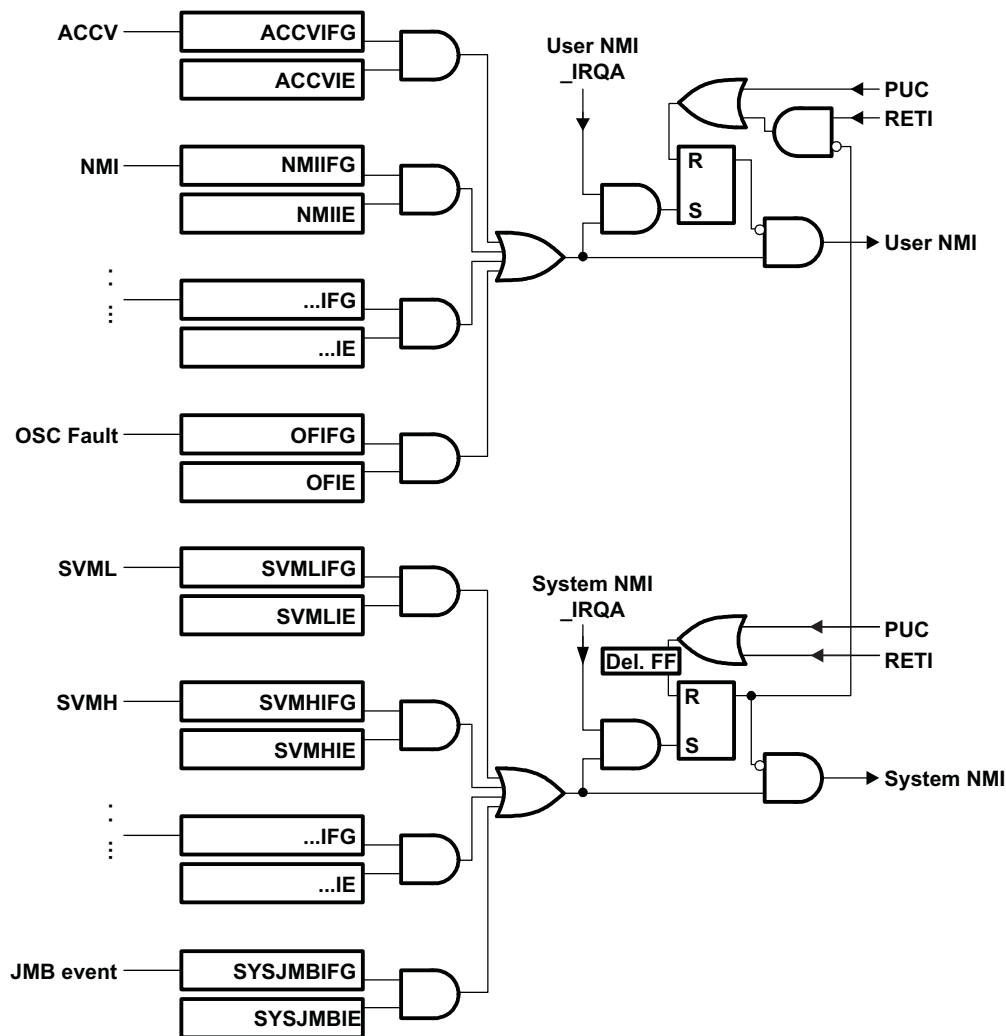 ACCV
ACCVIFG
ACCVIE
User NMI
_IRQA
PUC
RETI
NMI
NMIIFG
NMIIE
R
S
User NMI
. . ...
...IFG
...IE
OSC Fault
OFIFG
OFIE
SVML
SVMLIFG
SVMLIE
System NMI
_IRQA
PUC
RETI
Del. FF
SVMH
SVMHIFG
SVMHIE
R
S
System NMI
. . ...
...IFG
...IE
JMB event
SYSJMBIFG
SYSJMBIE